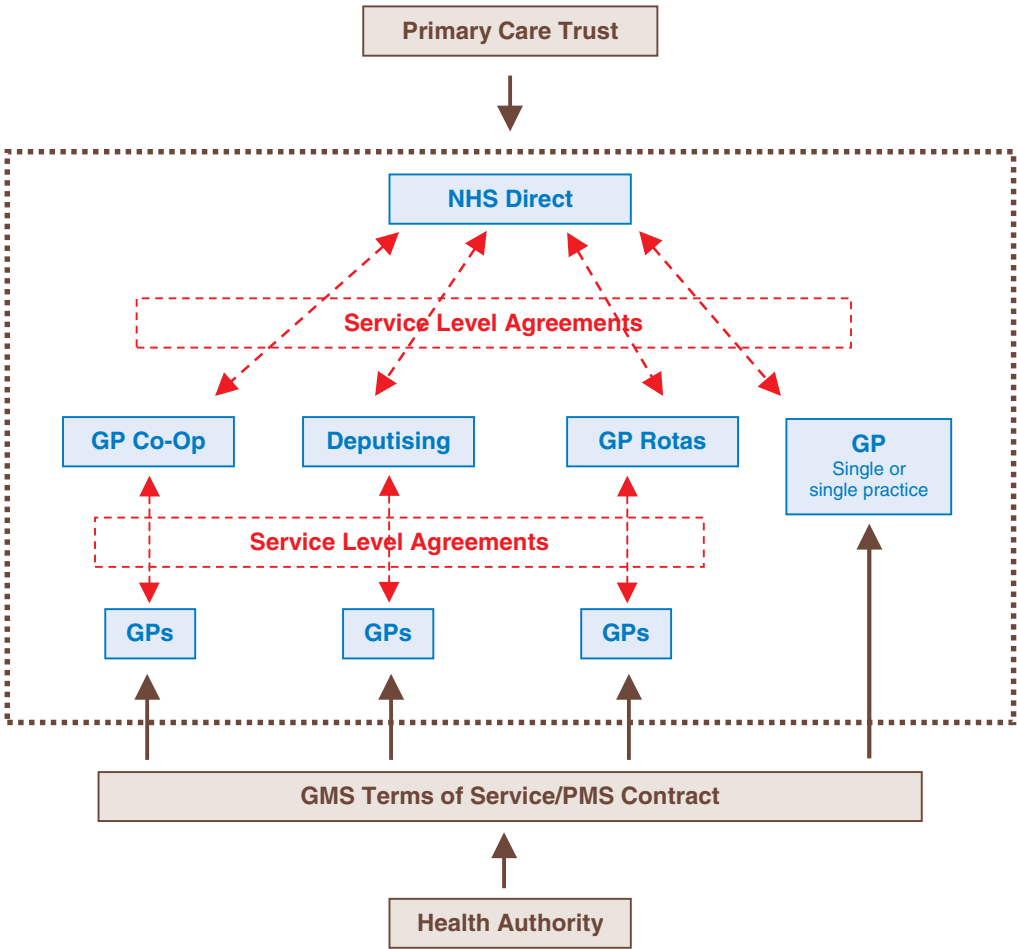 Primary Care Trust
NHS Direct
Service Level Agreements
GP Co-Op
Deputising
GP Rotas
GP
Single or
single practice
Service Level Agreements
GPs
GPs
GPs
GMS Terms of Service/PMS Contract
Health Authority